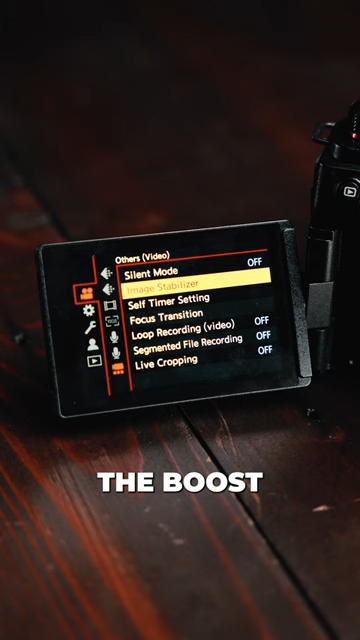 Others (Video)
Silent Mode OFF
Image Stabilizer
Self Timer Setting
Focus Transition
Loop Recording (video) OFF
Segmented File Recording OFF
Live Cropping OFF
THE BOOST